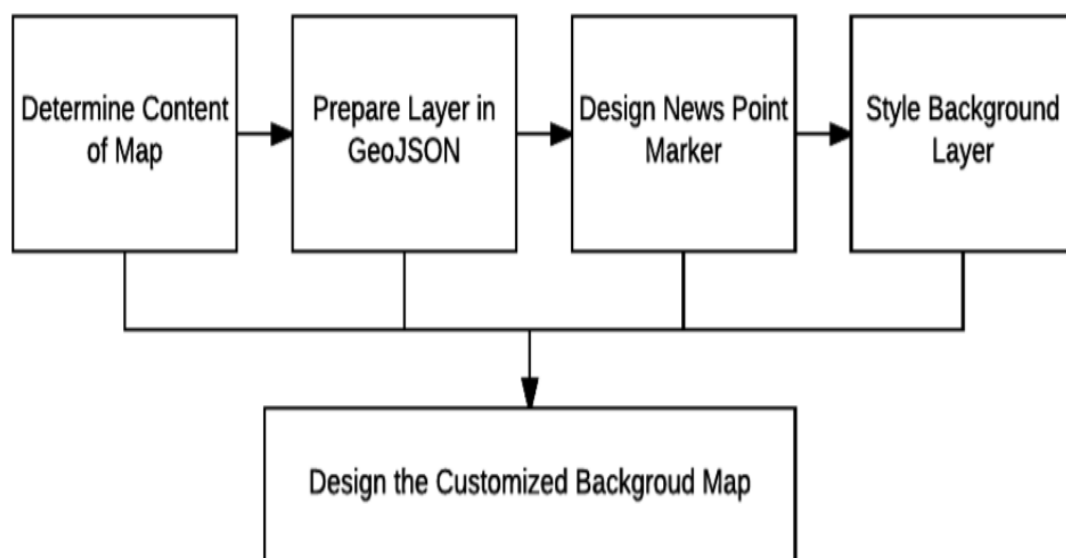 Determine Content
of Map
Prepare Layer in
GeoJSON
Design News Point
Marker
Style Background
Layer
Design the Customized Backgroud Map